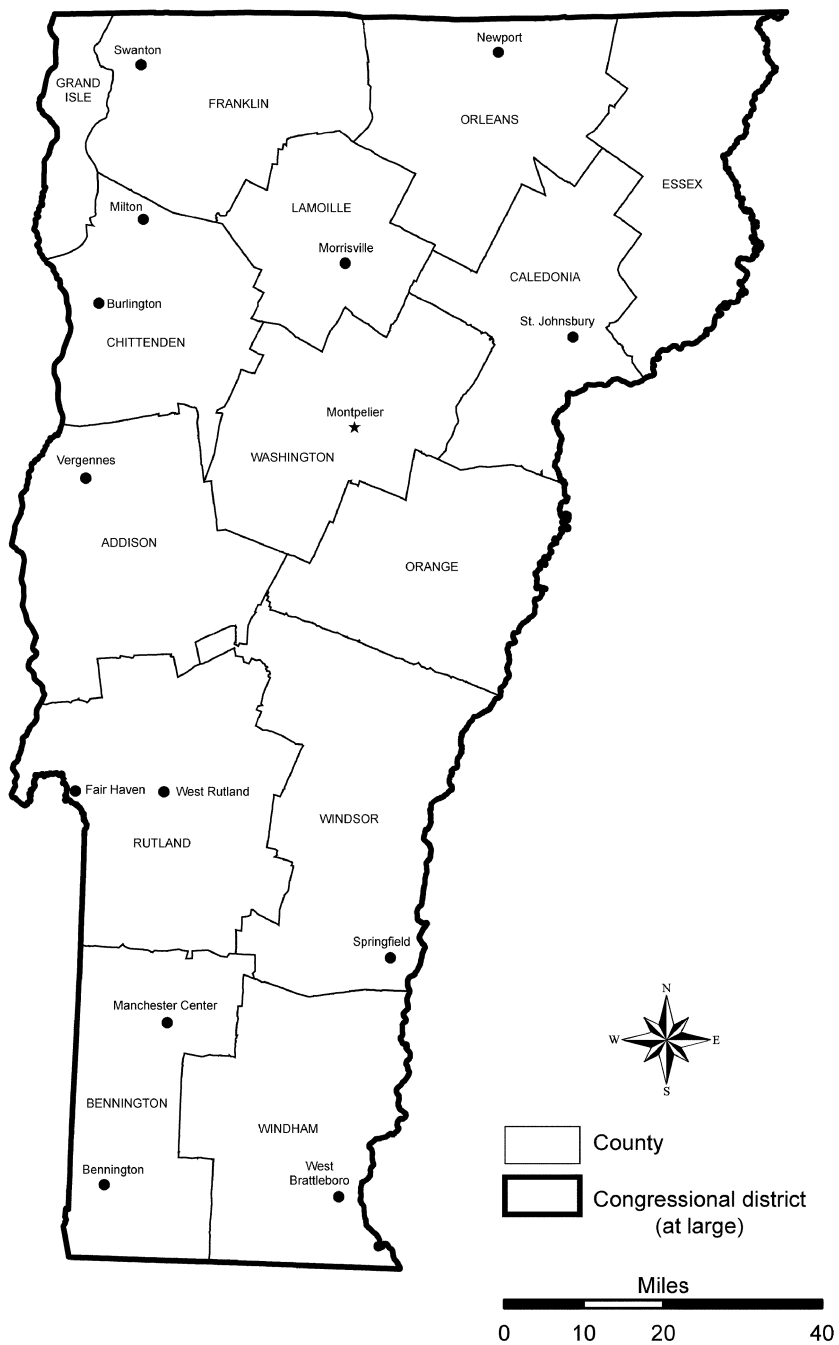 Swanton
Newport
GRAND
ISLE
FRANKLIN
ORLEANS
ESSEX
Milton
LAMOILLE
Morrisville
CALEDONIA
Burlington
St. Johnsbury
CHITTENDEN
Montpelier
WASHINGTON
Vergennes
ADDISON
ORANGE
Fair Haven
West Rutland
WINDSOR
RUTLAND
Springfield
Manchester Center
N
W
E
S
BENNINGTON
WINDHAM
County
Bennington
West
Brattleboro
Congressional district
(at large)
Miles
0 10 20 40